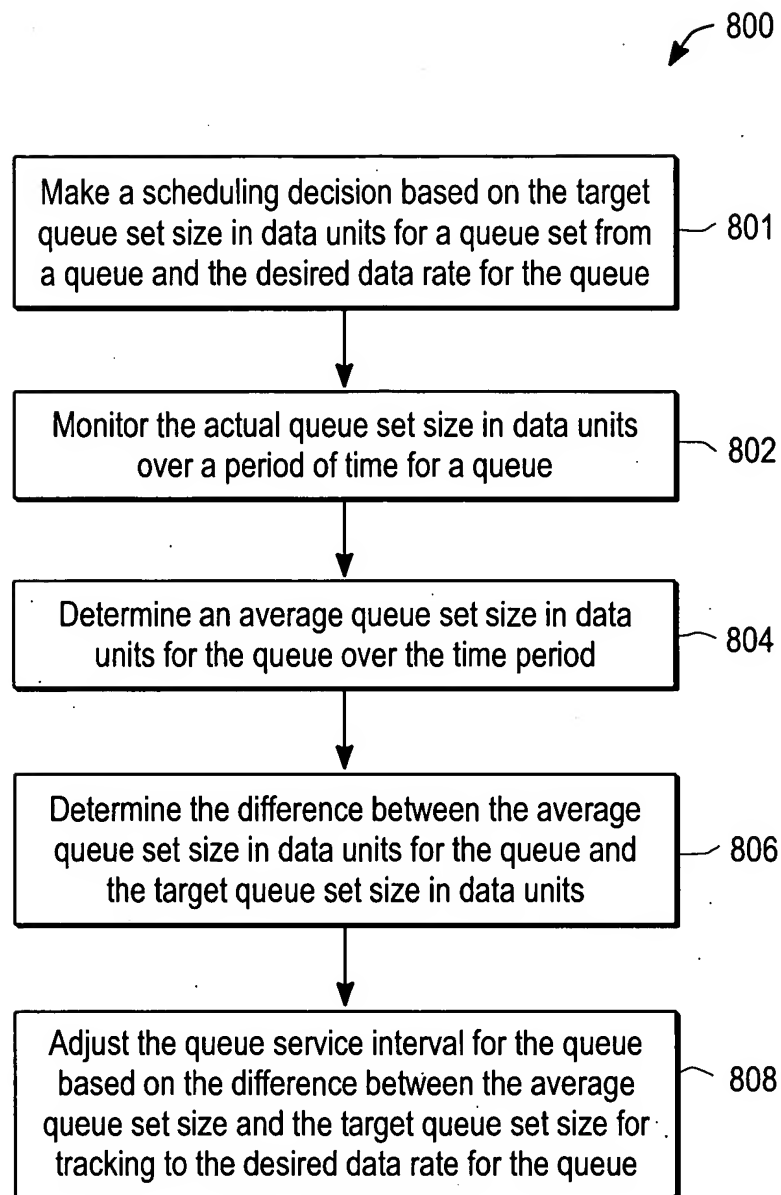 800
Make a scheduling decision based on the target
queue set size in data units for a queue set from
a queue and the desired data rate for the queue
801
Monitor the actual queue set size in data units
over a period of time for a queue
802
Determine an average queue set size in data
units for the queue over the time period
804
Determine the difference between the average
queue set size in data units for the queue and
the target queue set size in data units
806
Adjust the queue service interval for the queue
based on the difference between the average
queue set size and the target queue set size for
tracking to the desired data rate for the queue
808